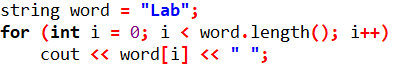 string word = "Lab";
for (int i = 0; i < word.length(); i++)
cout << word[i] << " ";